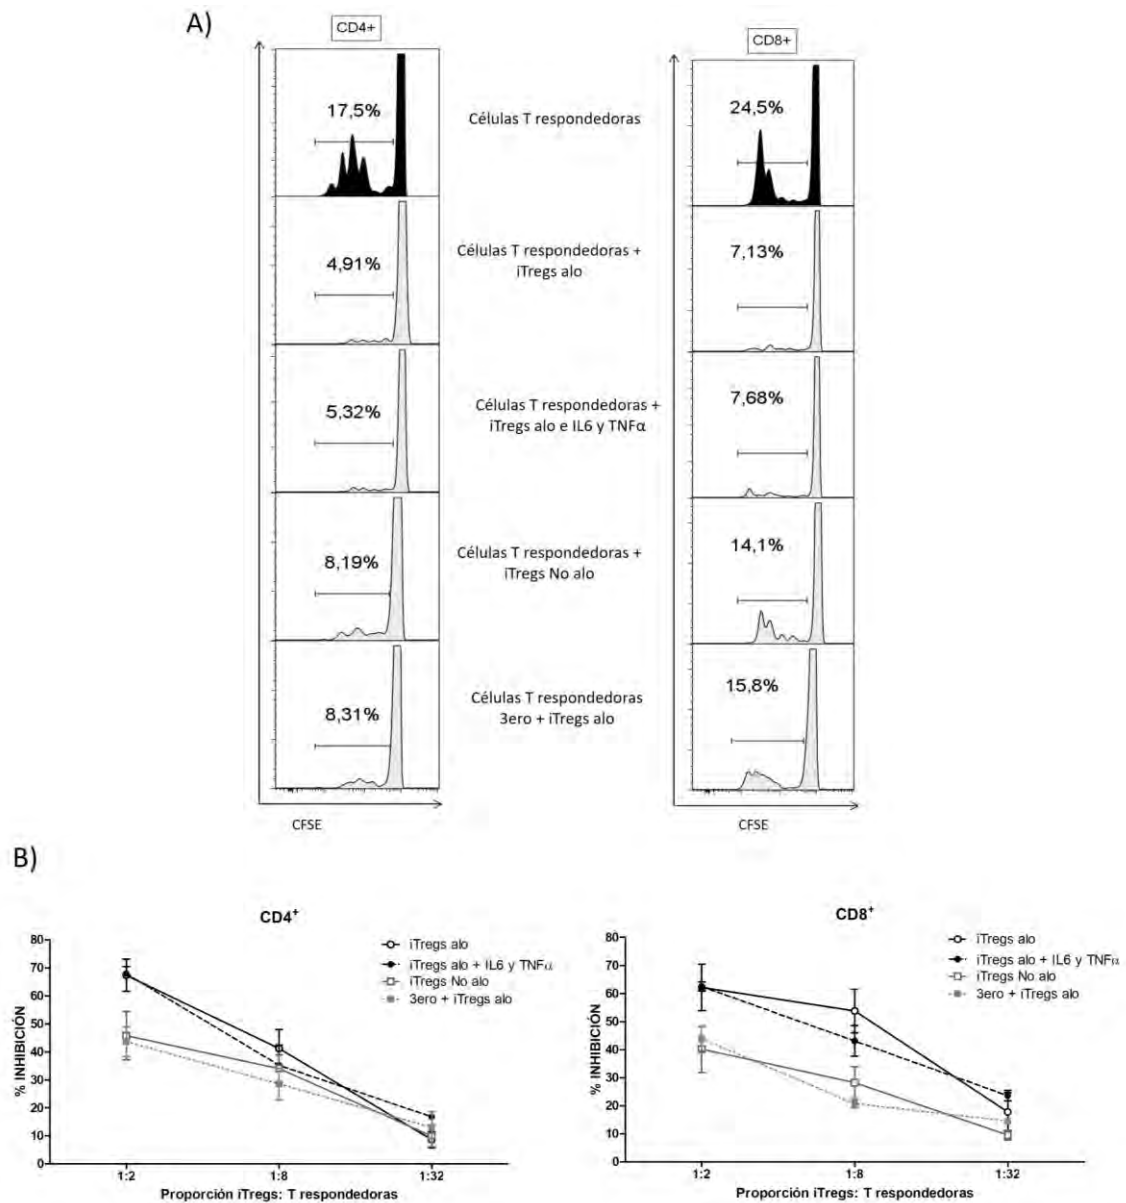 A)
CD4+
CD8+
17,5%
Células T respondedoras
24,5%
4,91%
Células T respondedoras +
iTregs alo
7,13%
5,32%
Células T respondedoras +
iTregs alo e IL6 y TNFα
7,68%
8,19%
Células T respondedoras +
iTregs No alo
14,1%
8,31%
Células T respondedoras
3ero + iTregs alo
15,8%
CFSE
CFSE
B)
CD4+
% INHIBICIÓN
80
70
60
50
40
30
20
10
0
iTregs alo
iTregs alo + IL6 y TNFα
iTregs No alo
3ero + iTregs alo
1:2
1:8
1:32
Proporción iTregs: T respondedoras
CD8+
% INHIBICIÓN
80
70
60
50
40
30
20
10
0
iTregs alo
iTregs alo + IL6 y TNFα
iTregs No alo
3ero + iTregs alo
1:2
1:8
1:32
Proporción iTregs: T respondedoras